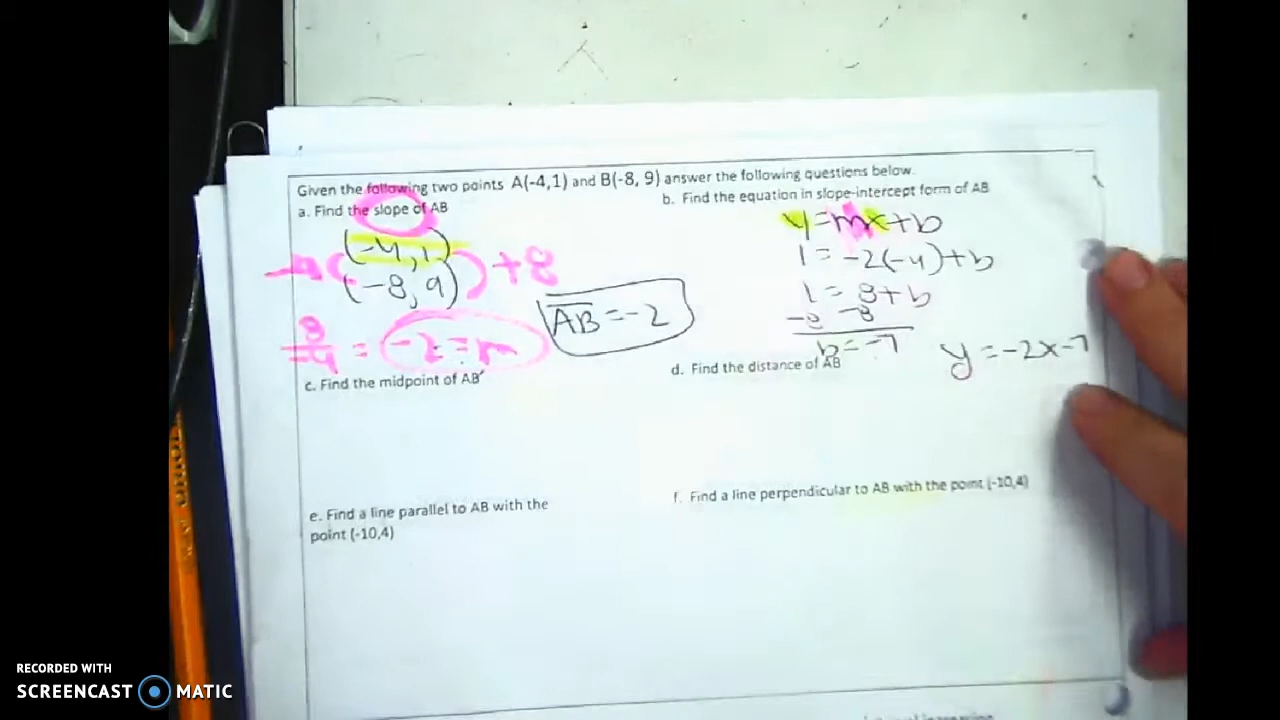 Given the following two points A(-4,1) and B(-8, 9) answer the following questions below.
a. Find the slope of AB
b. Find the equation in slope-intercept form of AB
(-4,1)
-4( (-8,9) ) +8
8/-4 = -2 = m
AB = -2
y = mx + b
1 = -2(-4) + b
1 = 8 + b
-8 -8
b = -7
y = -2x - 7
c. Find the midpoint of AB
d. Find the distance of AB
e. Find a line parallel to AB with the
point (-10,4)
f. Find a line perpendicular to AB with the point (-10,4)
RECORDED WITH
SCREENCAST MATIC